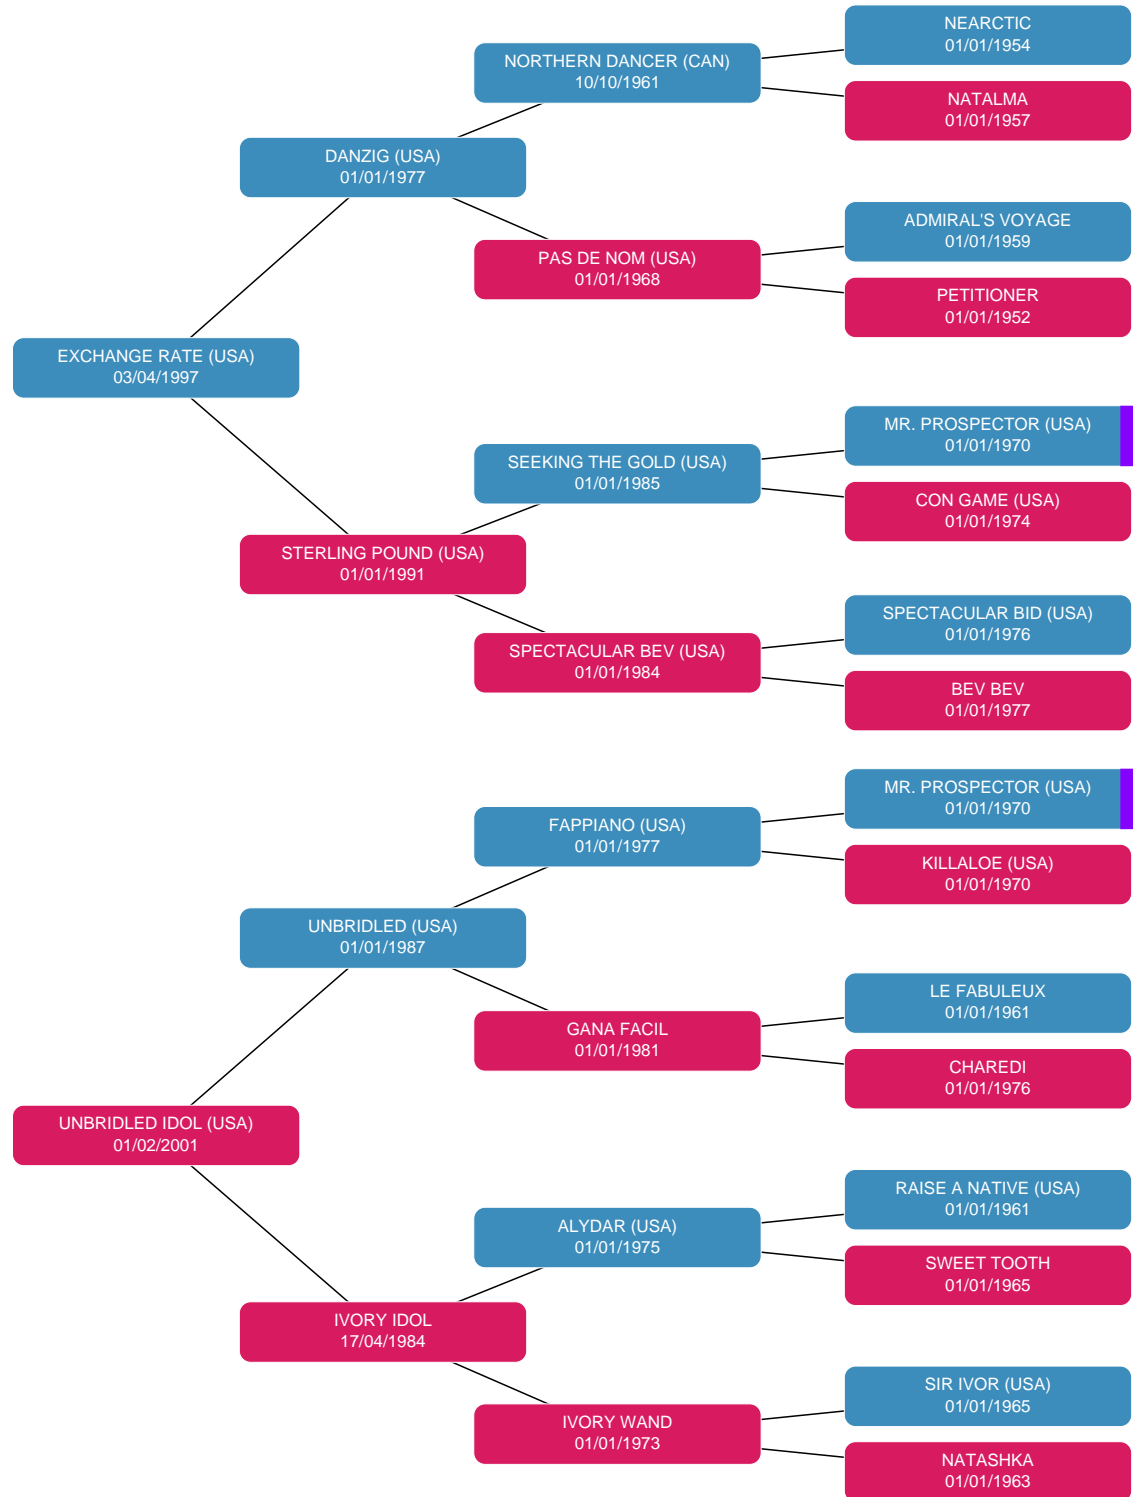 NEARCTIC
01/01/1954
NORTHERN DANCER (CAN)
10/10/1961
NATALMA
01/01/1957
DANZIG (USA)
01/01/1977
ADMIRAL'S VOYAGE
01/01/1959
PAS DE NOM (USA)
01/01/1968
PETITIONER
01/01/1952
EXCHANGE RATE (USA)
03/04/1997
MR. PROSPECTOR (USA)
01/01/1970
SEEKING THE GOLD (USA)
01/01/1985
CON GAME (USA)
01/01/1974
STERLING POUND (USA)
01/01/1991
SPECTACULAR BID (USA)
01/01/1976
SPECTACULAR BEV (USA)
01/01/1984
BEV BEV
01/01/1977
MR. PROSPECTOR (USA)
01/01/1970
FAPPIANO (USA)
01/01/1977
KILLALOE (USA)
01/01/1970
UNBRIDLED (USA)
01/01/1987
LE FABULEUX
01/01/1961
GANA FACIL
01/01/1981
CHAREDI
01/01/1976
UNBRIDLED IDOL (USA)
01/02/2001
RAISE A NATIVE (USA)
01/01/1961
ALYDAR (USA)
01/01/1975
SWEET TOOTH
01/01/1965
IVORY IDOL
17/04/1984
SIR IVOR (USA)
01/01/1965
IVORY WAND
01/01/1973
NATASHKA
01/01/1963